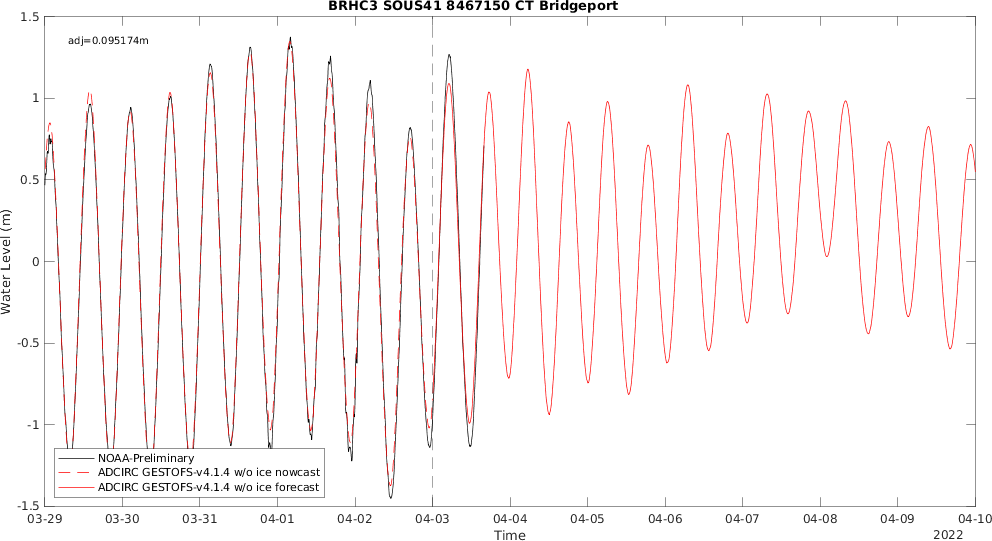 BRHC3 SOUS41 8467150 CT Bridgeport
adj=0.095174m
1.5
1
0.5
0
-0.5
-1
-1.5
Water Level (m)
NOAA-Preliminary
ADCIRC GESTOFS-v4.1.4 w/o ice nowcast
ADCIRC GESTOFS-v4.1.4 w/o ice forecast
03-29 03-30 03-31 04-01 04-02 04-03 04-04 04-05 04-06 04-07 04-08 04-09 04-10
Time
2022